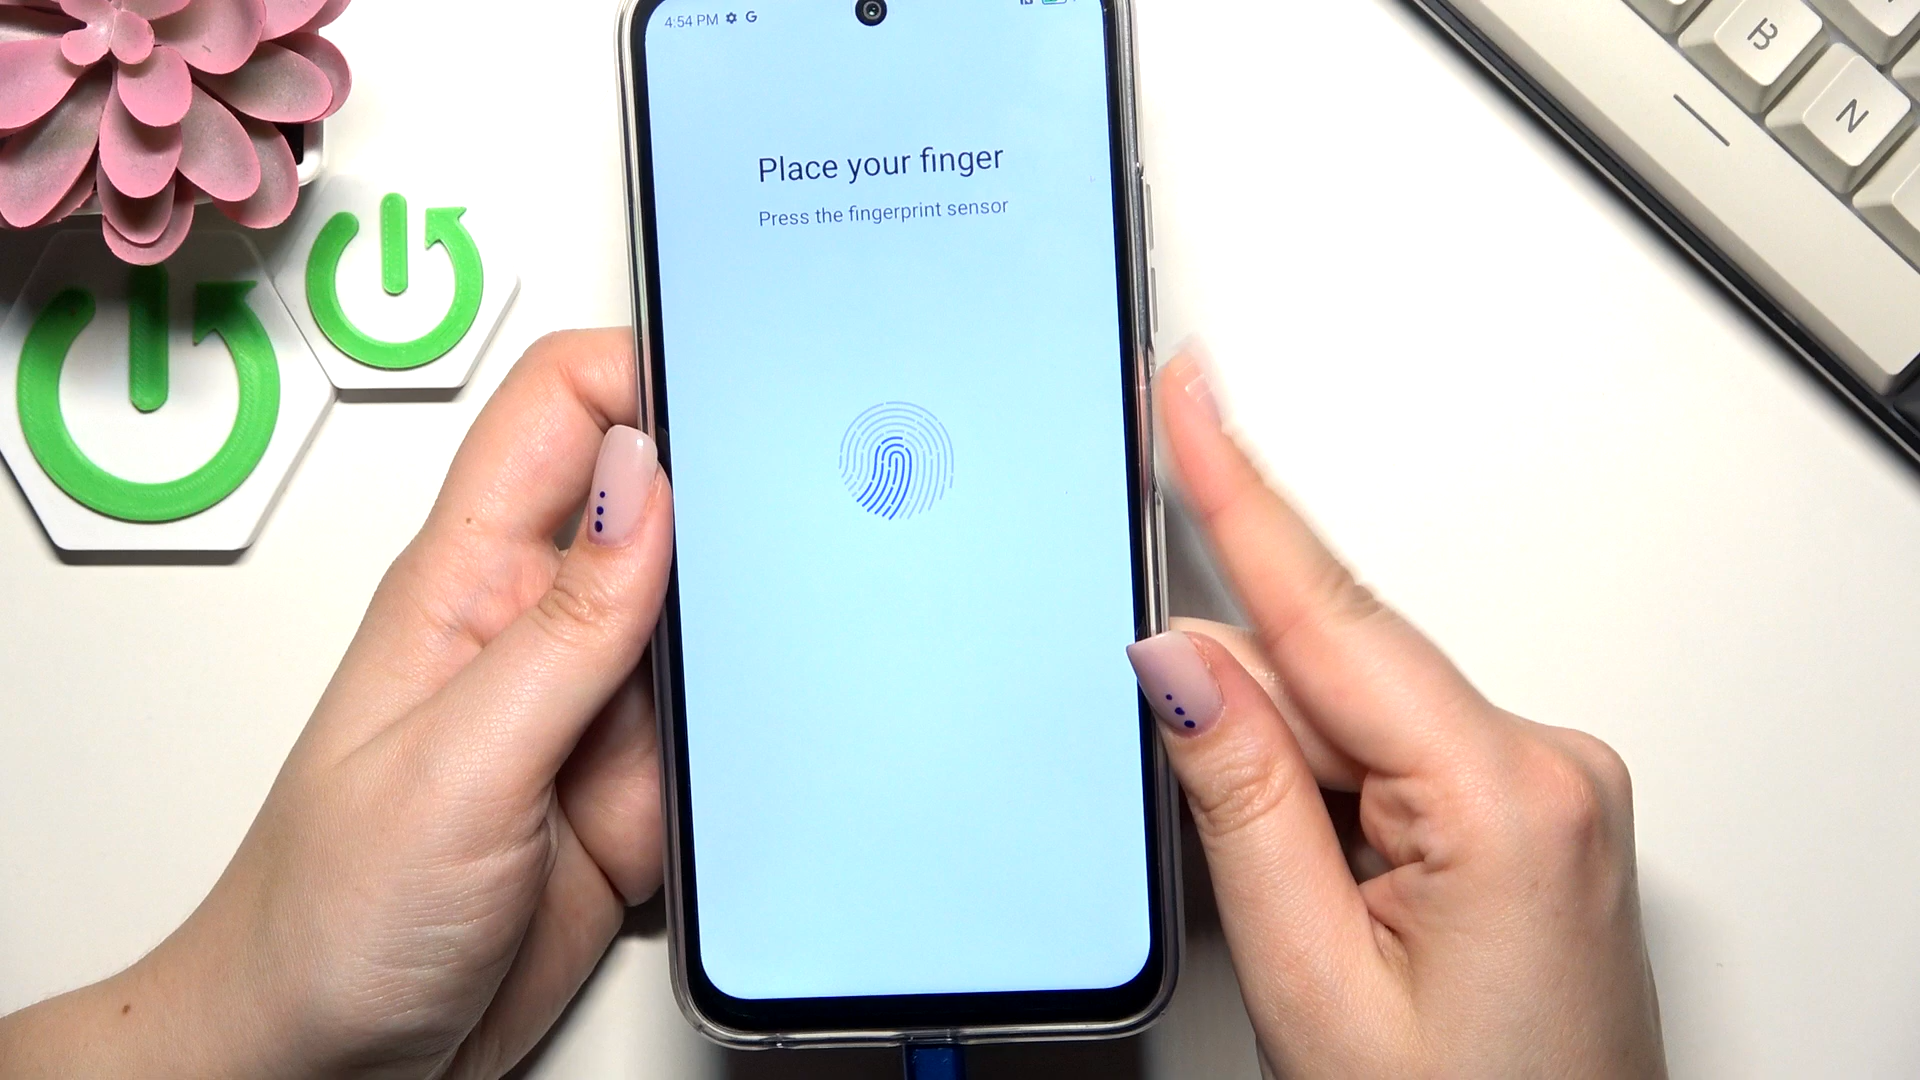 4:54 PM G
Place your finger
Press the fingerprint sensor
B
N